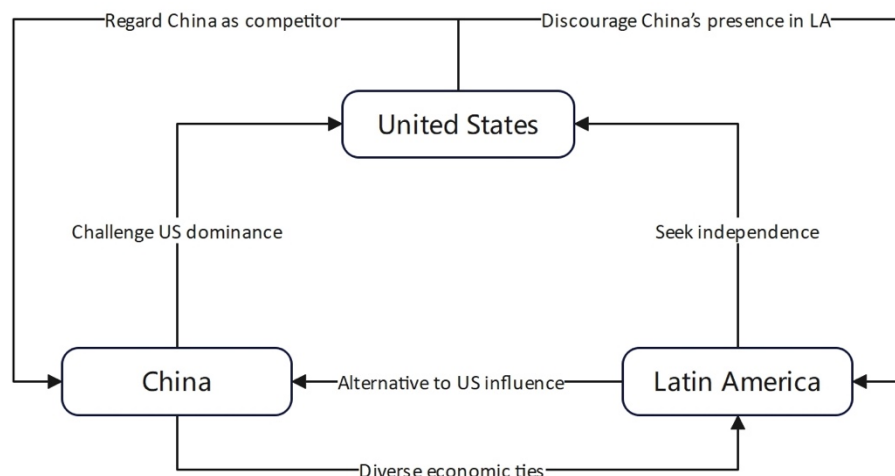 Regard China as competitor
Discourage China’s presence in LA
United States
Challenge US dominance
Seek independence
China
Alternative to US influence
Latin America
Diverse economic ties